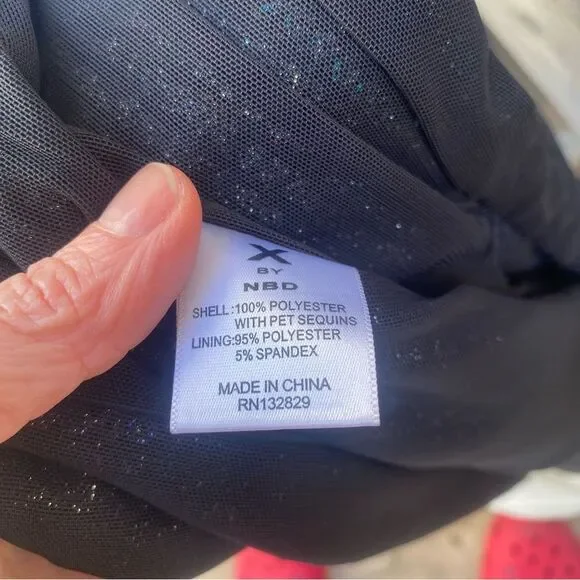 X
BY
NBD
SHELL:100% POLYESTER
WITH PET SEQUINS
LINING:95% POLYESTER
5% SPANDEX
MADE IN CHINA
RN132829